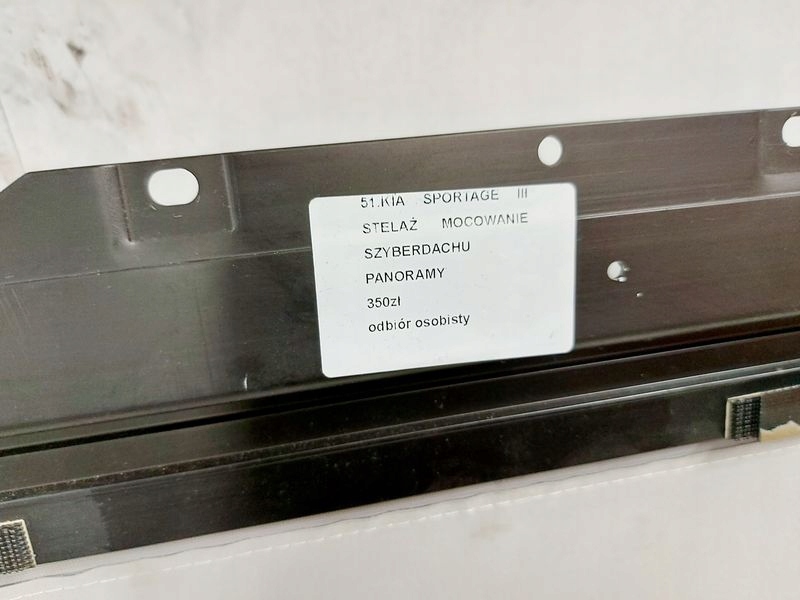 51.KIA SPORTAGE III
STELAŻ MOCOWANIE
SZYBERDACHU
PANORAMY
350zł
odbiór osobisty